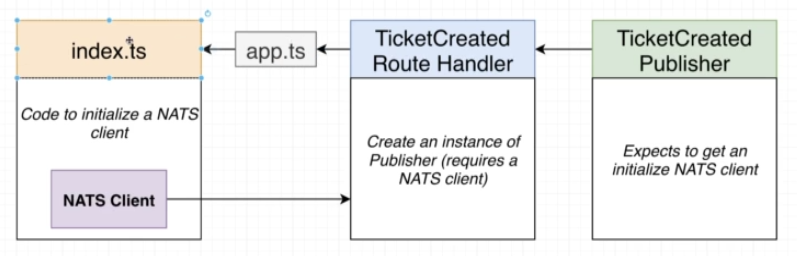 index.ts
Code to initialize a NATS
client
NATS Client
app.ts
TicketCreated
Route Handler
Create an instance of
Publisher (requires a
NATS client)
TicketCreated
Publisher
Expects to get an
initialize NATS client